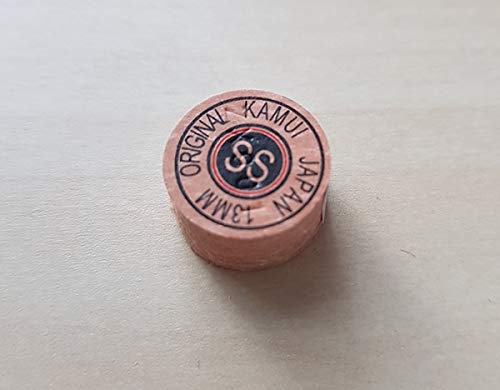 ORIGINAL KAMUI JAPAN 13MM
SS